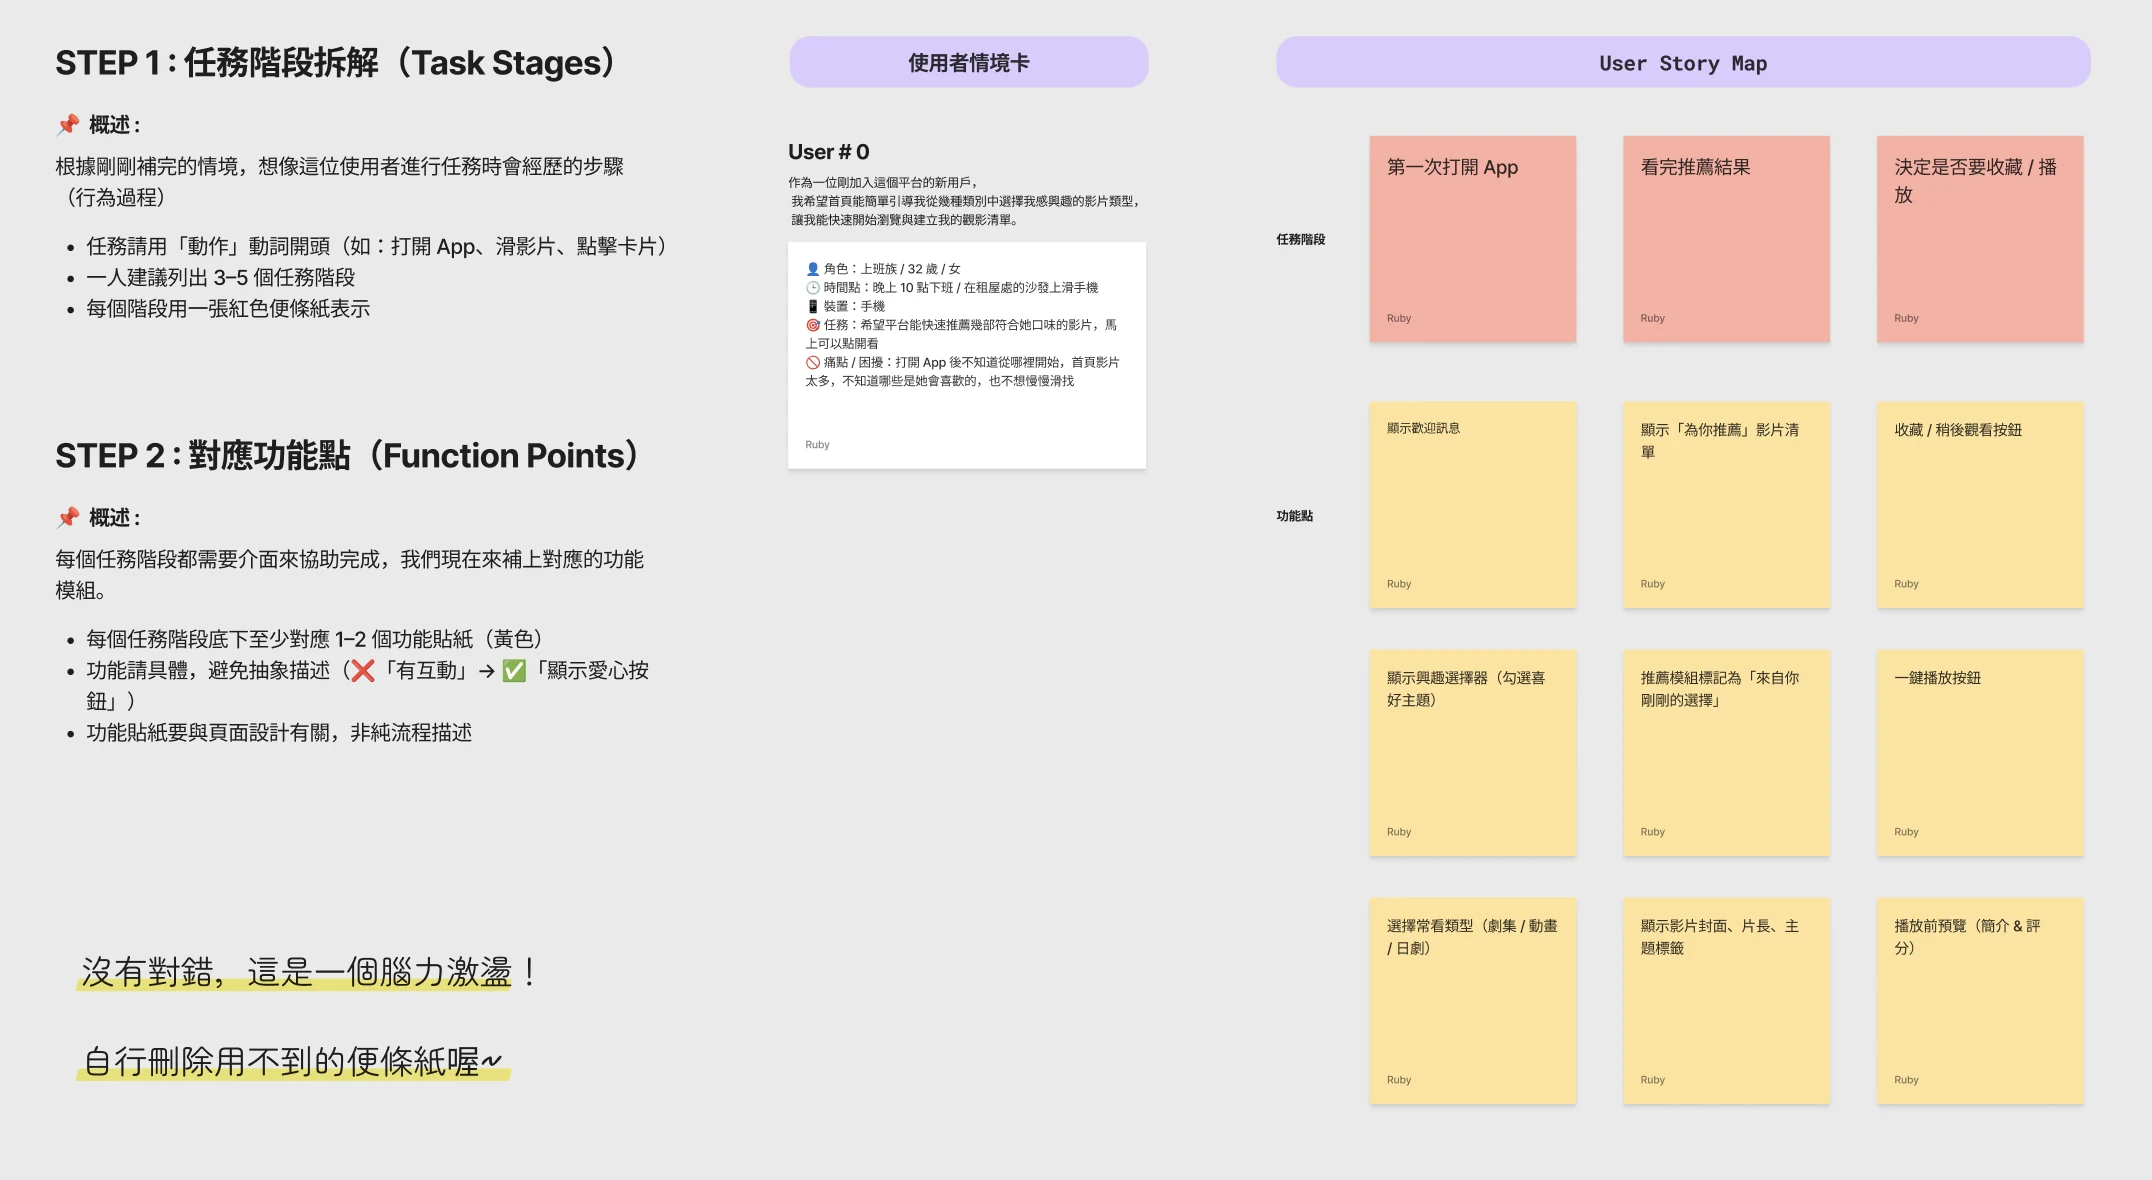 STEP 1 : 任務階段拆解（Task Stages）
📌 概述 :
根據剛剛補完的情境，想像這位使用者進行任務時會經歷的步驟
（行為過程）
• 任務請用「動作」動詞開頭（如：打開 App、滑影片、點擊卡片）
• 一人建議列出 3–5 個任務階段
• 每個階段用一張紅色便條紙表示
STEP 2 : 對應功能點（Function Points）
📌 概述 :
每個任務階段都需要介面來協助完成，我們現在來補上對應的功能
模組。
• 每個任務階段底下至少對應 1–2 個功能貼紙（黃色）
• 功能請具體，避免抽象描述（❌「有互動」→ ✅「顯示愛心按
鈕」）
• 功能貼紙要與頁面設計有關，非純流程描述
沒有對錯，這是一個腦力激盪！
自行刪除用不到的便條紙喔~
使用者情境卡
User # 0
作為一位剛加入這個平台的新用戶，
我希望首頁能簡單引導我從幾種類別中選擇我感興趣的影片類型，
讓我能快速開始瀏覽與建立我的觀影清單。
👤 角色：上班族 / 32 歲 / 女
🕒 時間點：晚上 10 點下班 / 在租屋處的沙發上滑手機
📱 裝置：手機
🎯 任務：希望平台能快速推薦幾部符合她口味的影片，馬
上可以點開看
🚫 痛點 / 困擾：打開 App 後不知道從哪裡開始，首頁影片
太多，不知道哪些是她會喜歡的，也不想慢慢滑找
Ruby
User Story Map
任務階段
第一次打開 App
Ruby
看完推薦結果
Ruby
決定是否要收藏 / 播
放
Ruby
功能點
顯示歡迎訊息
Ruby
顯示「為你推薦」影片清
單
Ruby
收藏 / 稍後觀看按鈕
Ruby
顯示興趣選擇器（勾選喜
好主題）
Ruby
推薦模組標記為「來自你
剛剛的選擇」
Ruby
一鍵播放按鈕
Ruby
選擇常看類型（劇集 / 動畫
/ 日劇）
Ruby
顯示影片封面、片長、主
題標籤
Ruby
播放前預覽（簡介 & 評
分）
Ruby